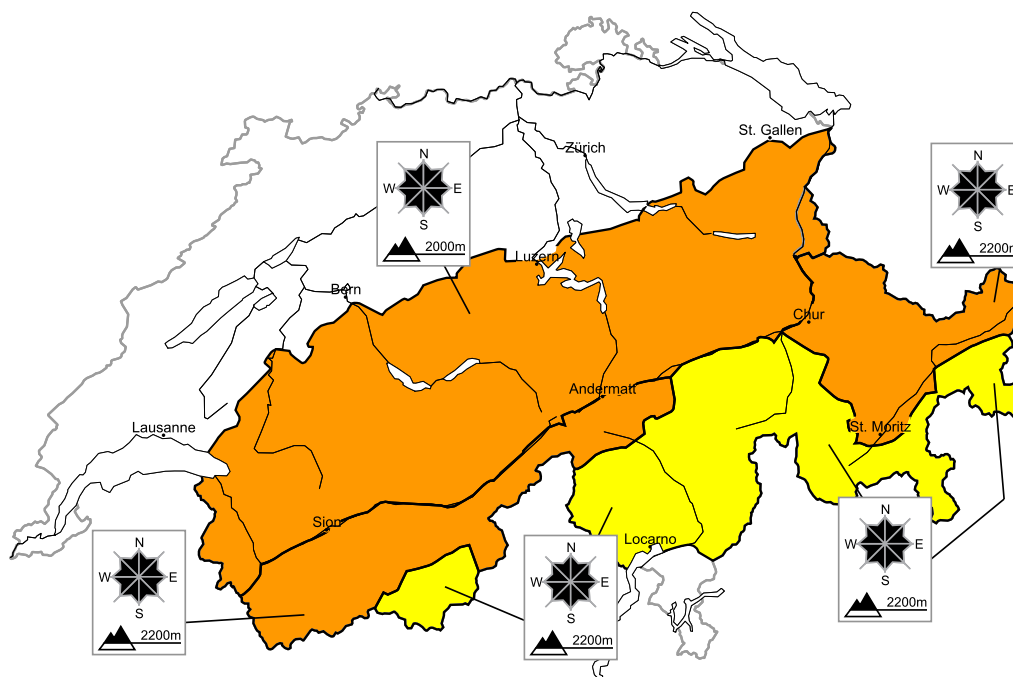 St. Gallen
Zürich
N
W E
S
2000m
N
W E
S
2200m
Luzern
Bern
Chur
Andermatt
Lausanne
St. Moritz
Sion
Locarno
N
W E
S
2200m
N
W E
S
2200m
N
W E
S
2200m